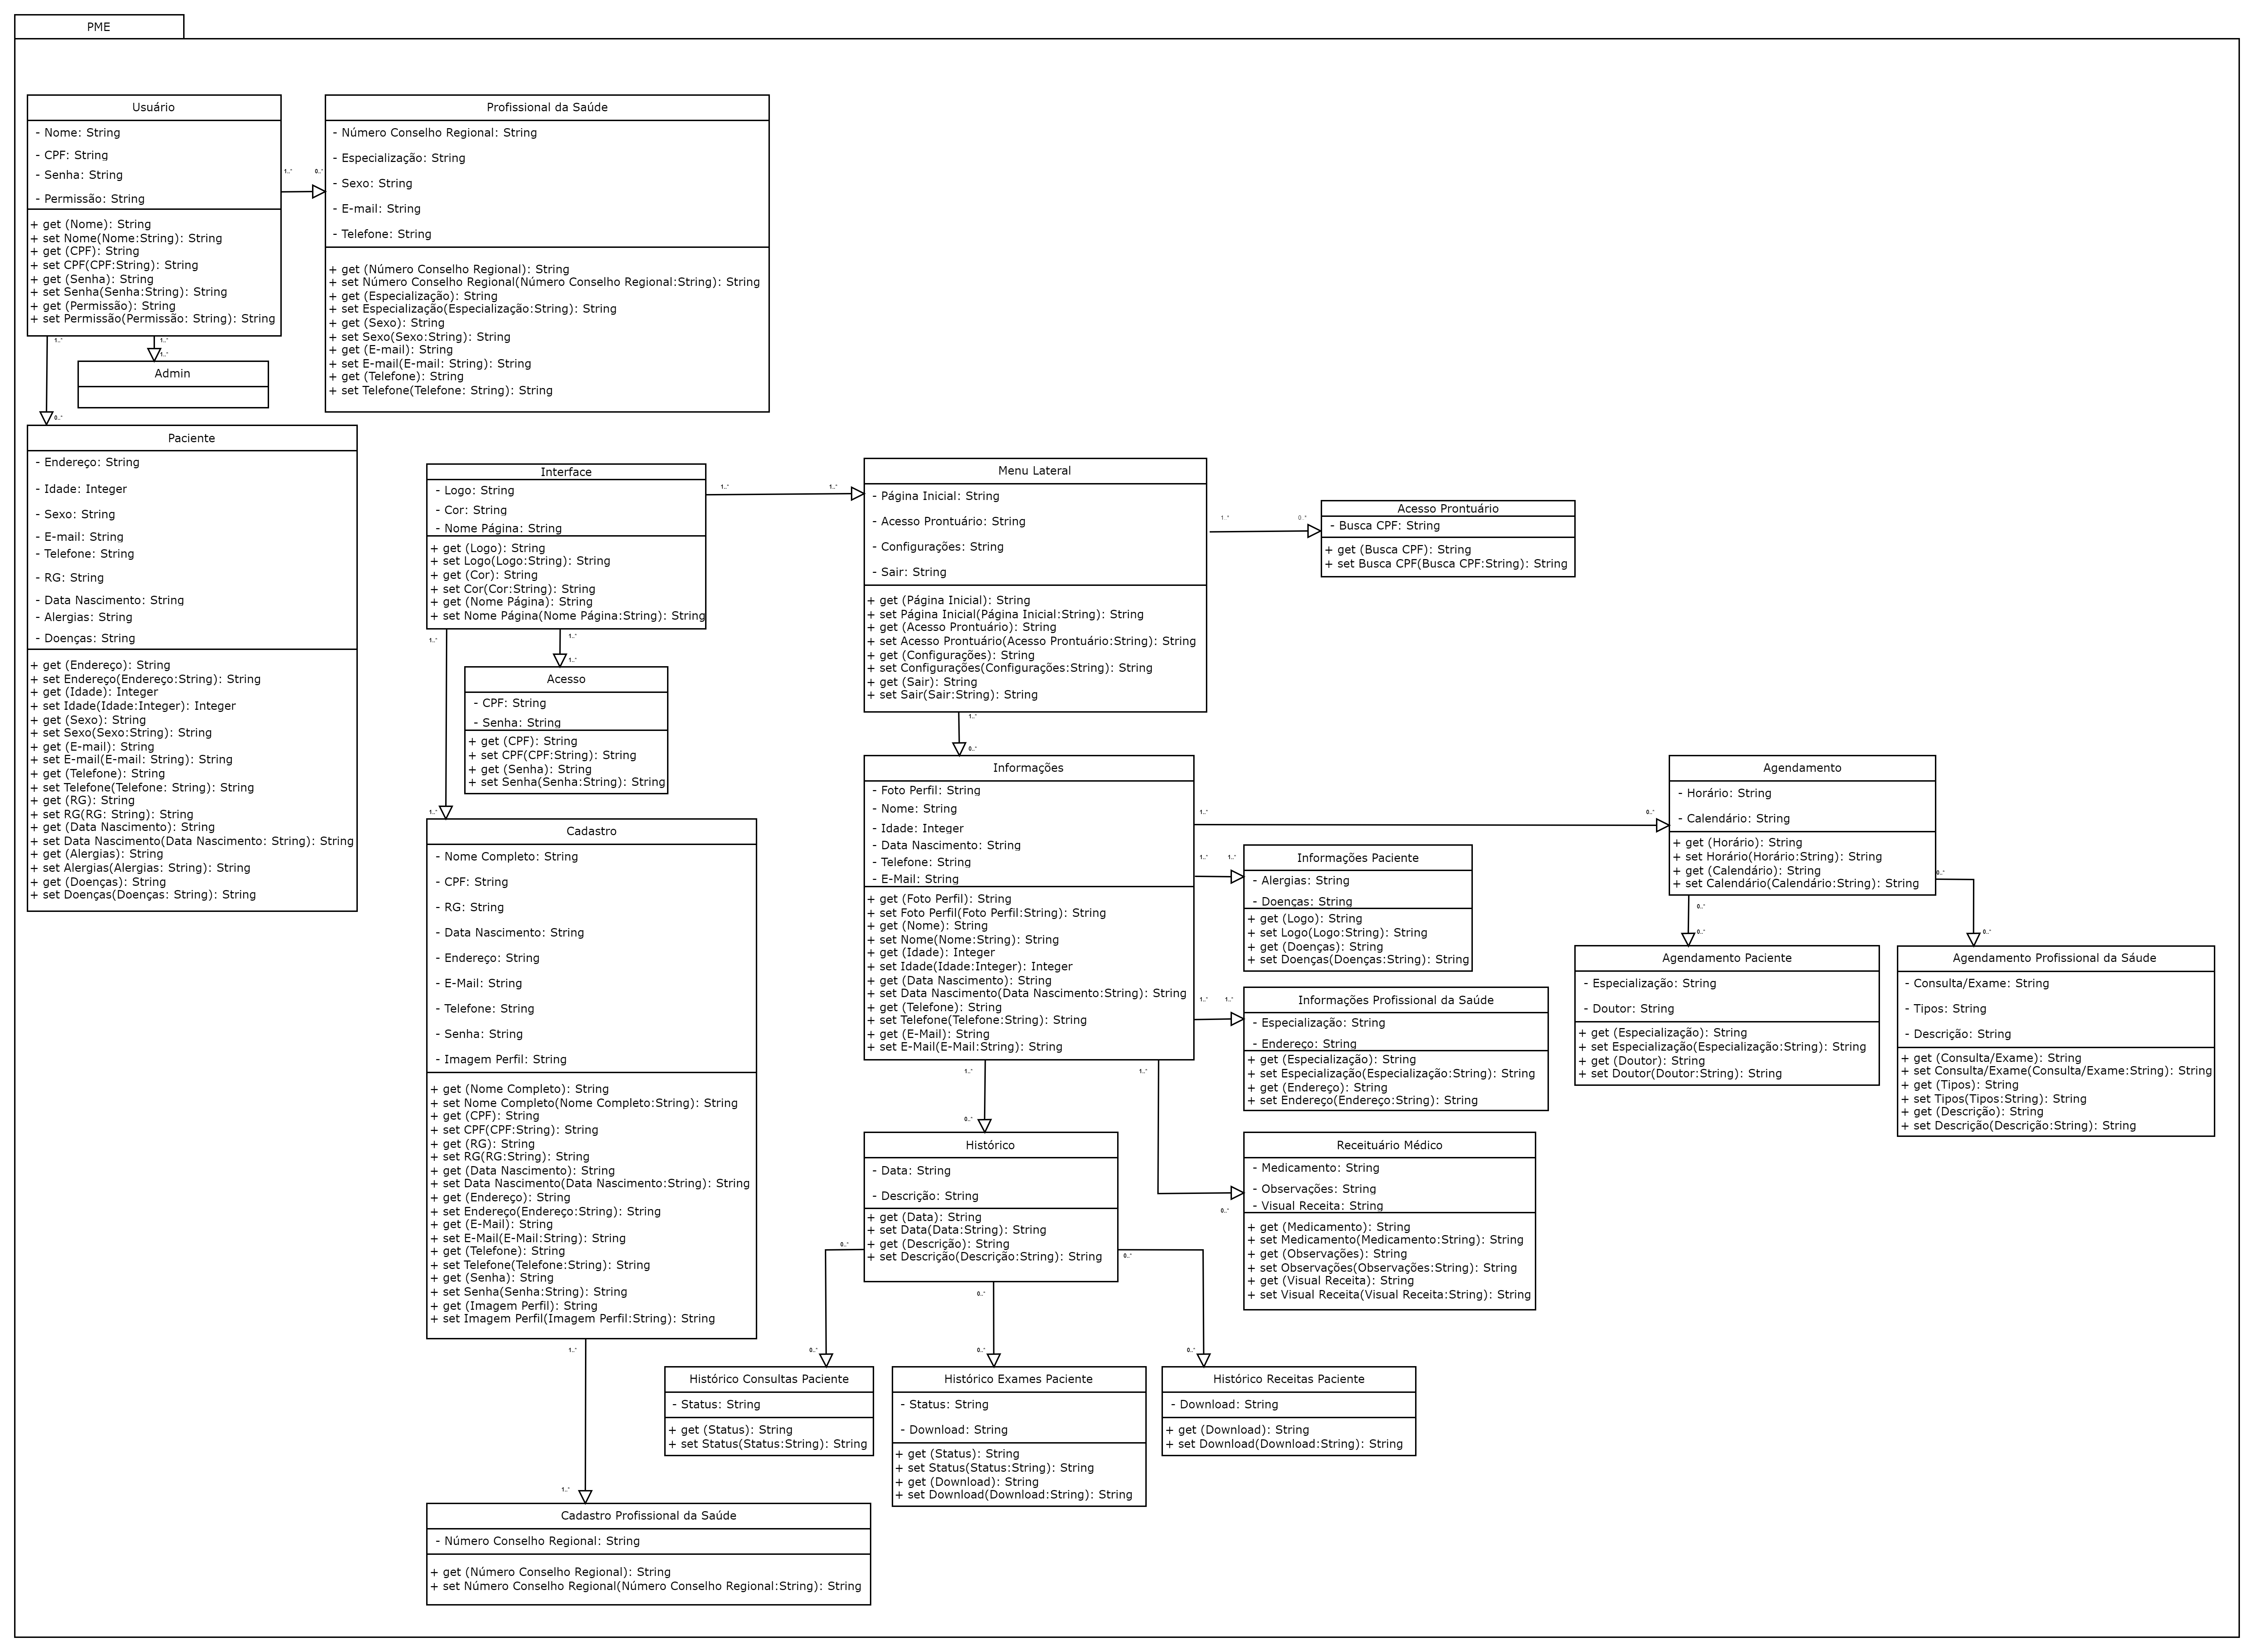 PME
Usuário
- Nome: String
- CPF: String
- Senha: String
- Permissão: String
+ get (Nome): String
+ set Nome(Nome:String): String
+ get (CPF): String
+ set CPF(CPF:String): String
+ get (Senha): String
+ set Senha(Senha:String): String
+ get (Permissão): String
+ set Permissão(Permissão: String): String
1..*
0..*
Profissional da Saúde
- Número Conselho Regional: String
- Especialização: String
- Sexo: String
- E-mail: String
- Telefone: String
+ get (Número Conselho Regional): String
+ set Número Conselho Regional(Número Conselho Regional:String): String
+ get (Especialização): String
+ set Especialização(Especialização:String): String
+ get (Sexo): String
+ set Sexo(Sexo:String): String
+ get (E-mail): String
+ set E-mail(E-mail: String): String
+ get (Telefone): String
+ set Telefone(Telefone: String): String
1..*
1..*
1..*
Admin
0..*
Paciente
- Endereço: String
- Idade: Integer
- Sexo: String
- E-mail: String
- Telefone: String
- RG: String
- Data Nascimento: String
- Alergias: String
- Doenças: String
+ get (Endereço): String
+ set Endereço(Endereço:String): String
+ get (Idade): Integer
+ set Idade(Idade:Integer): Integer
+ get (Sexo): String
+ set Sexo(Sexo:String): String
+ get (E-mail): String
+ set E-mail(E-mail: String): String
+ get (Telefone): String
+ set Telefone(Telefone: String): String
+ get (RG): String
+ set RG(RG: String): String
+ get (Data Nascimento): String
+ set Data Nascimento(Data Nascimento: String): String
+ get (Alergias): String
+ set Alergias(Alergias: String): String
+ get (Doenças): String
+ set Doenças(Doenças: String): String
Interface
- Logo: String
- Cor: String
- Nome Página: String
+ get (Logo): String
+ set Logo(Logo:String): String
+ get (Cor): String
+ set Cor(Cor:String): String
+ get (Nome Página): String
+ set Nome Página(Nome Página:String): String
1..*
1..*
Menu Lateral
- Página Inicial: String
- Acesso Prontuário: String
- Configurações: String
- Sair: String
+ get (Página Inicial): String
+ set Página Inicial(Página Inicial:String): String
+ get (Acesso Prontuário): String
+ set Acesso Prontuário(Acesso Prontuário:String): String
+ get (Configurações): String
+ set Configurações(Configurações:String): String
+ get (Sair): String
+ set Sair(Sair:String): String
1..*
0..*
Acesso Prontuário
- Busca CPF: String
+ get (Busca CPF): String
+ set Busca CPF(Busca CPF:String): String
1..*
1..*
1..*
Acesso
- CPF: String
- Senha: String
+ get (CPF): String
+ set CPF(CPF:String): String
+ get (Senha): String
+ set Senha(Senha:String): String
1..*
Cadastro
- Nome Completo: String
- CPF: String
- RG: String
- Data Nascimento: String
- Endereço: String
- E-Mail: String
- Telefone: String
- Senha: String
- Imagem Perfil: String
+ get (Nome Completo): String
+ set Nome Completo(Nome Completo:String): String
+ get (CPF): String
+ set CPF(CPF:String): String
+ get (RG): String
+ set RG(RG:String): String
+ get (Data Nascimento): String
+ set Data Nascimento(Data Nascimento:String): String
+ get (Endereço): String
+ set Endereço(Endereço:String): String
+ get (E-Mail): String
+ set E-Mail(E-Mail:String): String
+ get (Telefone): String
+ set Telefone(Telefone:String): String
+ get (Senha): String
+ set Senha(Senha:String): String
+ get (Imagem Perfil): String
+ set Imagem Perfil(Imagem Perfil:String): String
1..*
0..*
Informações
- Foto Perfil: String
- Nome: String
- Idade: Integer
- Data Nascimento: String
- Telefone: String
- E-Mail: String
+ get (Foto Perfil): String
+ set Foto Perfil(Foto Perfil:String): String
+ get (Nome): String
+ set Nome(Nome:String): String
+ get (Idade): Integer
+ set Idade(Idade:Integer): Integer
+ get (Data Nascimento): String
+ set Data Nascimento(Data Nascimento:String): String
+ get (Telefone): String
+ set Telefone(Telefone:String): String
+ get (E-Mail): String
+ set E-Mail(E-Mail:String): String
1..*
0..*
Agendamento
- Horário: String
- Calendário: String
+ get (Horário): String
+ set Horário(Horário:String): String
+ get (Calendário): String
+ set Calendário(Calendário:String): String
1..*
1..*
Informações Paciente
- Alergias: String
- Doenças: String
+ get (Logo): String
+ set Logo(Logo:String): String
+ get (Doenças): String
+ set Doenças(Doenças:String): String
0..*
0..*
0..*
0..*
Agendamento Paciente
- Especialização: String
- Doutor: String
+ get (Especialização): String
+ set Especialização(Especialização:String): String
+ get (Doutor): String
+ set Doutor(Doutor:String): String
Agendamento Profissional da Sáude
- Consulta/Exame: String
- Tipos: String
- Descrição: String
+ get (Consulta/Exame): String
+ set Consulta/Exame(Consulta/Exame:String): String
+ get (Tipos): String
+ set Tipos(Tipos:String): String
+ get (Descrição): String
+ set Descrição(Descrição:String): String
1..*
1..*
Informações Profissional da Saúde
- Especialização: String
- Endereço: String
+ get (Especialização): String
+ set Especialização(Especialização:String): String
+ get (Endereço): String
+ set Endereço(Endereço:String): String
1..*
1..*
0..*
Histórico
- Data: String
- Descrição: String
+ get (Data): String
+ set Data(Data:String): String
+ get (Descrição): String
+ set Descrição(Descrição:String): String
0..*
Receituário Médico
- Medicamento: String
- Observações: String
- Visual Receita: String
+ get (Medicamento): String
+ set Medicamento(Medicamento:String): String
+ get (Observações): String
+ set Observações(Observações:String): String
+ get (Visual Receita): String
+ set Visual Receita(Visual Receita:String): String
0..*
0..*
0..*
0..*
0..*
0..*
Histórico Consultas Paciente
- Status: String
+ get (Status): String
+ set Status(Status:String): String
Histórico Exames Paciente
- Status: String
- Download: String
+ get (Status): String
+ set Status(Status:String): String
+ get (Download): String
+ set Download(Download:String): String
Histórico Receitas Paciente
- Download: String
+ get (Download): String
+ set Download(Download:String): String
1..*
1..*
Cadastro Profissional da Saúde
- Número Conselho Regional: String
+ get (Número Conselho Regional): String
+ set Número Conselho Regional(Número Conselho Regional:String): String